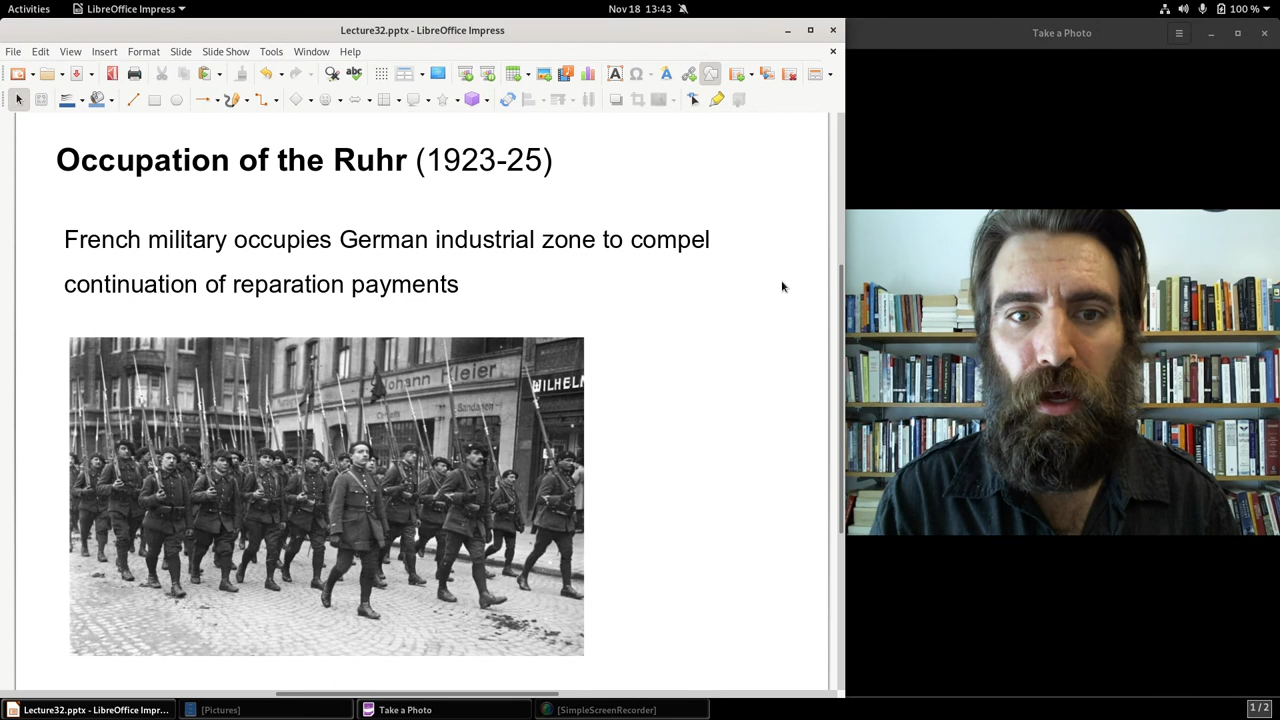 Activities
LibreOffice Impress
Nov 18 13:43
100 %
Lecture32.pptx - LibreOffice Impress
Take a Photo
File Edit View Insert Format Slide Slide Show Tools Window Help
abc
Occupation of the Ruhr (1923-25)
French military occupies German industrial zone to compel
continuation of reparation payments
Johann Kleier
WILHELM
Sandalen
Lecture32.pptx - LibreOffice Impr...
[Pictures]
Take a Photo
[SimpleScreenRecorder]
1 / 2